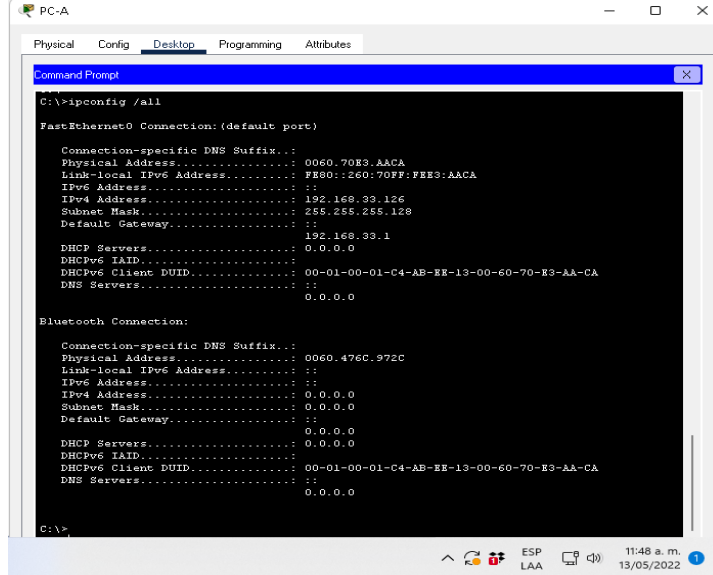 PC-A
Physical Config Desktop Programming Attributes
Command Prompt
C:\>ipconfig /all
FastEthernet0 Connection:(default port)
Connection-specific DNS Suffix..:
Physical Address................: 0060.70E3.AACA
Link-local IPv6 Address.........: FE80::260:70FF:FEE3:AACA
IPv6 Address....................: ::
IPv4 Address....................: 192.168.33.126
Subnet Mask.....................: 255.255.255.128
Default Gateway.................: ::
192.168.33.1
DHCP Servers....................: 0.0.0.0
DHCPv6 IAID.....................:
DHCPv6 Client DUID..............: 00-01-00-01-C4-AB-EE-13-00-60-70-E3-AA-CA
DNS Servers.....................: ::
0.0.0.0
Bluetooth Connection:
Connection-specific DNS Suffix..:
Physical Address................: 0060.476C.972C
Link-local IPv6 Address.........: ::
IPv6 Address....................: ::
IPv4 Address....................: 0.0.0.0
Subnet Mask.....................: 0.0.0.0
Default Gateway.................: ::
0.0.0.0
DHCP Servers....................: 0.0.0.0
DHCPv6 IAID.....................:
DHCPv6 Client DUID..............: 00-01-00-01-C4-AB-EE-13-00-60-70-E3-AA-CA
DNS Servers.....................: ::
0.0.0.0
C:\>
ESP
LAA
11:48 a. m.
13/05/2022
1